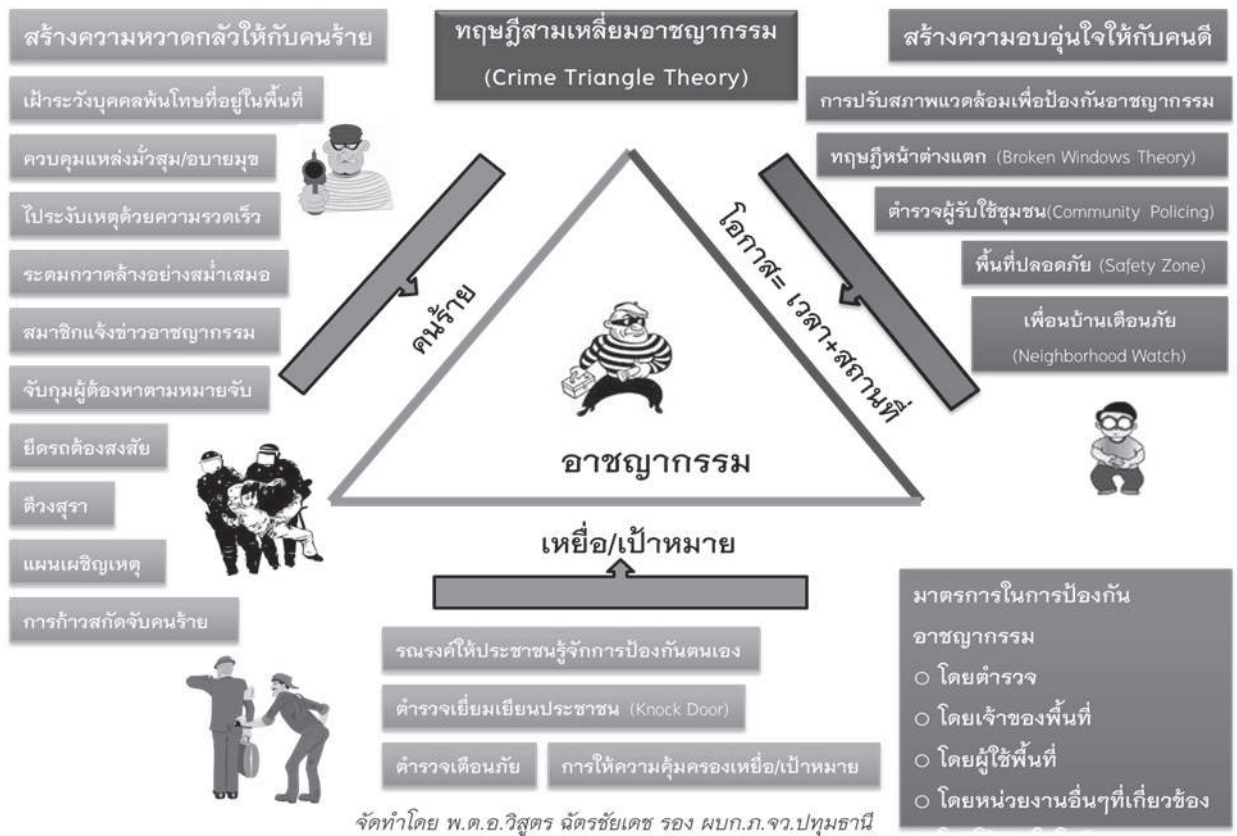 สร้างความหวาดกลัวให้กับคนร้าย
เฝ้าระวังบุคคลพ้นโทษที่อยู่ในพื้นที่
ควบคุมแหล่งมั่วสุม/อบายมุข
ไประงับเหตุด้วยความรวดเร็ว
ระดมกวาดล้างอย่างสม่ำเสมอ
สมาชิกแจ้งข่าวอาชญากรรม
จับกุมผู้ต้องหาตามหมายจับ
ยึดรถต้องสงสัย
ตีวงสุรา
แผนเผชิญเหตุ
การก้าวสกัดจับคนร้าย
ทฤษฎีสามเหลี่ยมอาชญากรรม
(Crime Triangle Theory)
คนร้าย
โอกาส= เวลา+สถานที่
อาชญากรรม
เหยื่อ/เป้าหมาย
รณรงค์ให้ประชาชนรู้จักการป้องกันตนเอง
ตำรวจเยี่ยมเยียนประชาชน (Knock Door)
ตำรวจเตือนภัย
การให้ความคุ้มครองเหยื่อ/เป้าหมาย
จัดทำโดย พ.ต.อ.วิสูตร ฉัตรชัยเดช รอง ผบก.ภ.จว.ปทุมธานี
สร้างความอบอุ่นใจให้กับคนดี
การปรับสภาพแวดล้อมเพื่อป้องกันอาชญากรรม
ทฤษฎีหน้าต่างแตก (Broken Windows Theory)
ตำรวจผู้รับใช้ชุมชน(Community Policing)
พื้นที่ปลอดภัย (Safety Zone)
เพื่อนบ้านเตือนภัย
(Neighborhood Watch)
มาตรการในการป้องกัน
อาชญากรรม
○ โดยตำรวจ
○ โดยเจ้าของพื้นที่
○ โดยผู้ใช้พื้นที่
○ โดยหน่วยงานอื่นๆที่เกี่ยวข้อง